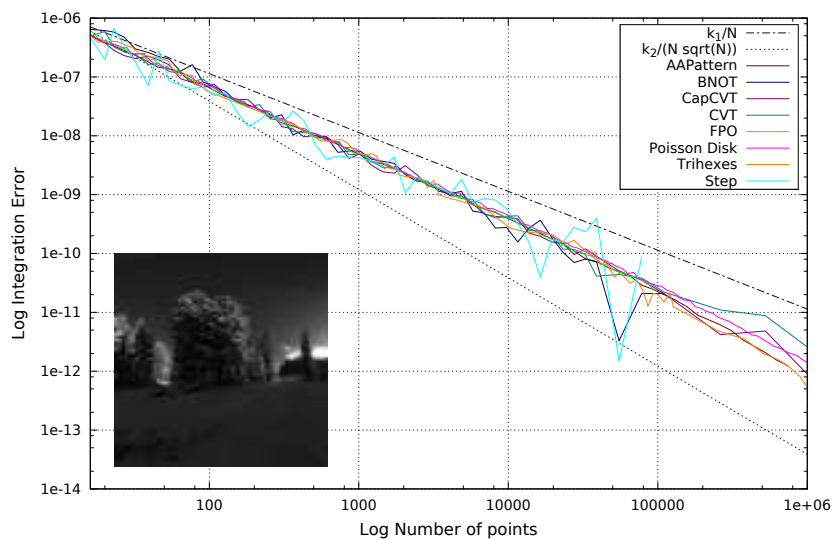 1e-06
1e-07
1e-08
1e-09
1e-10
1e-11
1e-12
1e-13
1e-14
Log Integration Error
100
1000
10000
100000
1e+06
Log Number of points
k₁/N
k₂/(N sqrt(N))
AAPattern
BNOT
CapCVT
CVT
FPO
Poisson Disk
Trihexes
Step